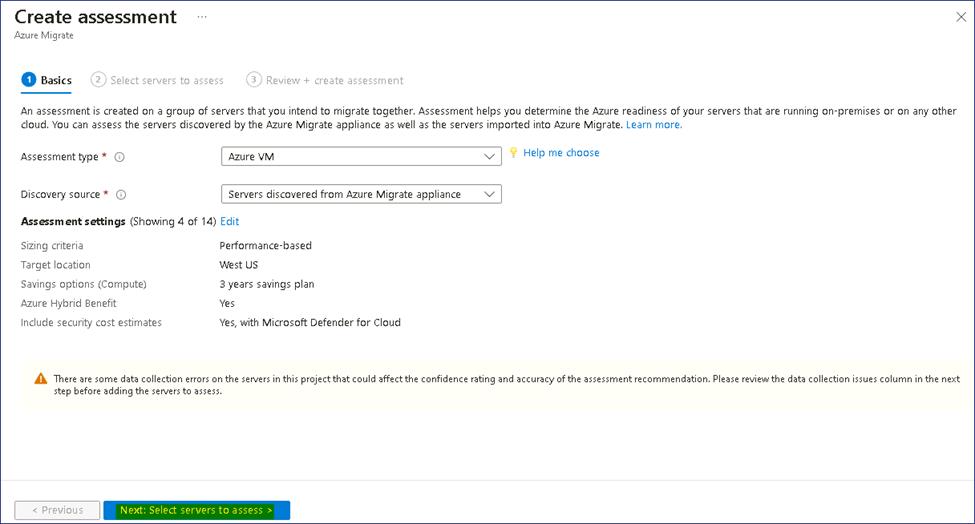 Create assessment ...
Azure Migrate
1 Basics 2 Select servers to assess 3 Review + create assessment
An assessment is created on a group of servers that you intend to migrate together. Assessment helps you determine the Azure readiness of your servers that are running on-premises or on any other
cloud. You can assess the servers discovered by the Azure Migrate appliance as well as the servers imported into Azure Migrate. Learn more.
Assessment type * Azure VM Help me choose
Discovery source * Servers discovered from Azure Migrate appliance
Assessment settings (Showing 4 of 14) Edit
Sizing criteria Performance-based
Target location West US
Savings options (Compute) 3 years savings plan
Azure Hybrid Benefit Yes
Include security cost estimates Yes, with Microsoft Defender for Cloud
There are some data collection errors on the servers in this project that could affect the confidence rating and accuracy of the assessment recommendation. Please review the data collection issues column in the next
step before adding the servers to assess.
< Previous Next: Select servers to assess >